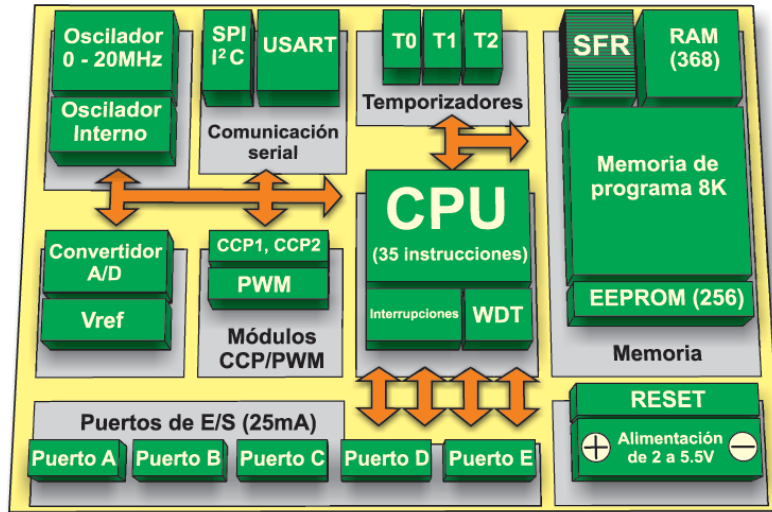 Oscilador
0 - 20MHz
Oscilador
Interno
SPI
I²C
USART
Comunicación
serial
T0
T1
T2
Temporizadores
SFR
RAM
(368)
Memoria de
programa 8K
EEPROM (256)
Memoria
CPU
(35 instrucciones)
Interrupciones
WDT
Convertidor
A/D
Vref
CCP1, CCP2
PWM
Módulos
CCP/PWM
Puertos de E/S (25mA)
Puerto A
Puerto B
Puerto C
Puerto D
Puerto E
RESET
+
Alimentación
de 2 a 5.5V
−